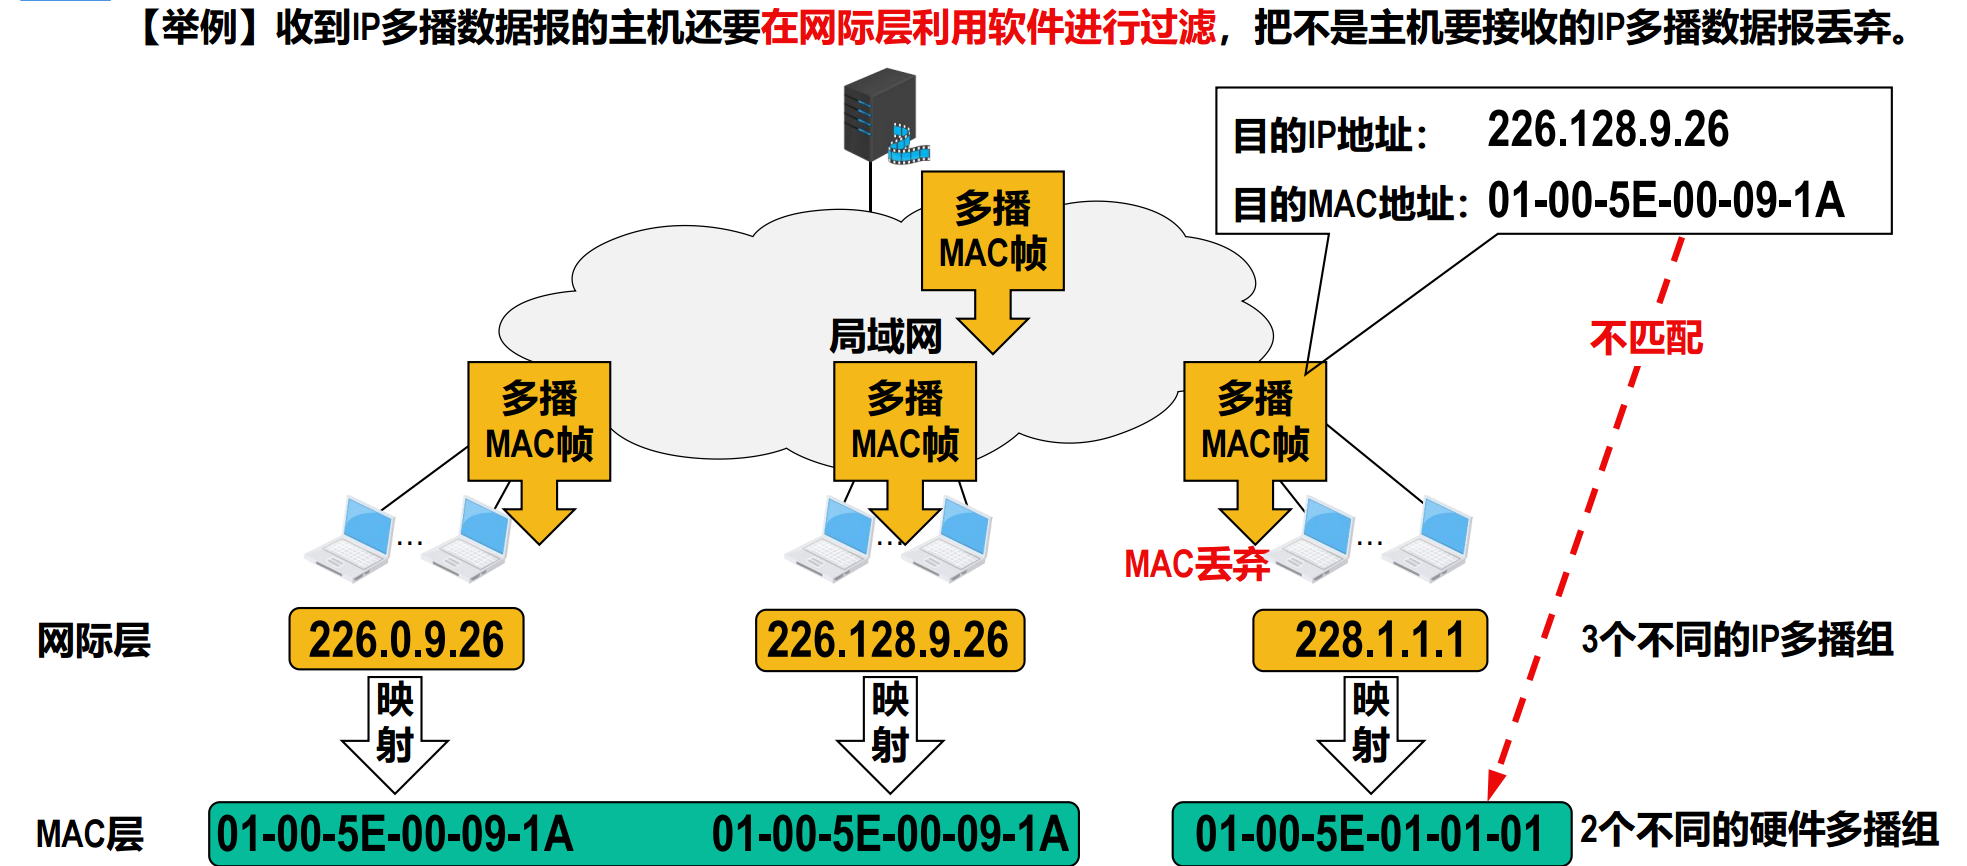 【举例】收到IP多播数据报的主机还要在网际层利用软件进行过滤，把不是主机要接收的IP多播数据报丢弃。
目的IP地址： 226.128.9.26
目的MAC地址：01-00-5E-00-09-1A
多播
MAC帧
局域网
不匹配
多播
MAC帧
多播
MAC帧
多播
MAC帧
...
...
...
MAC丢弃
网际层
226.0.9.26
226.128.9.26
228.1.1.1
3个不同的IP多播组
映
射
映
射
映
射
MAC层
01-00-5E-00-09-1A
01-00-5E-00-09-1A
01-00-5E-01-01-01
2个不同的硬件多播组